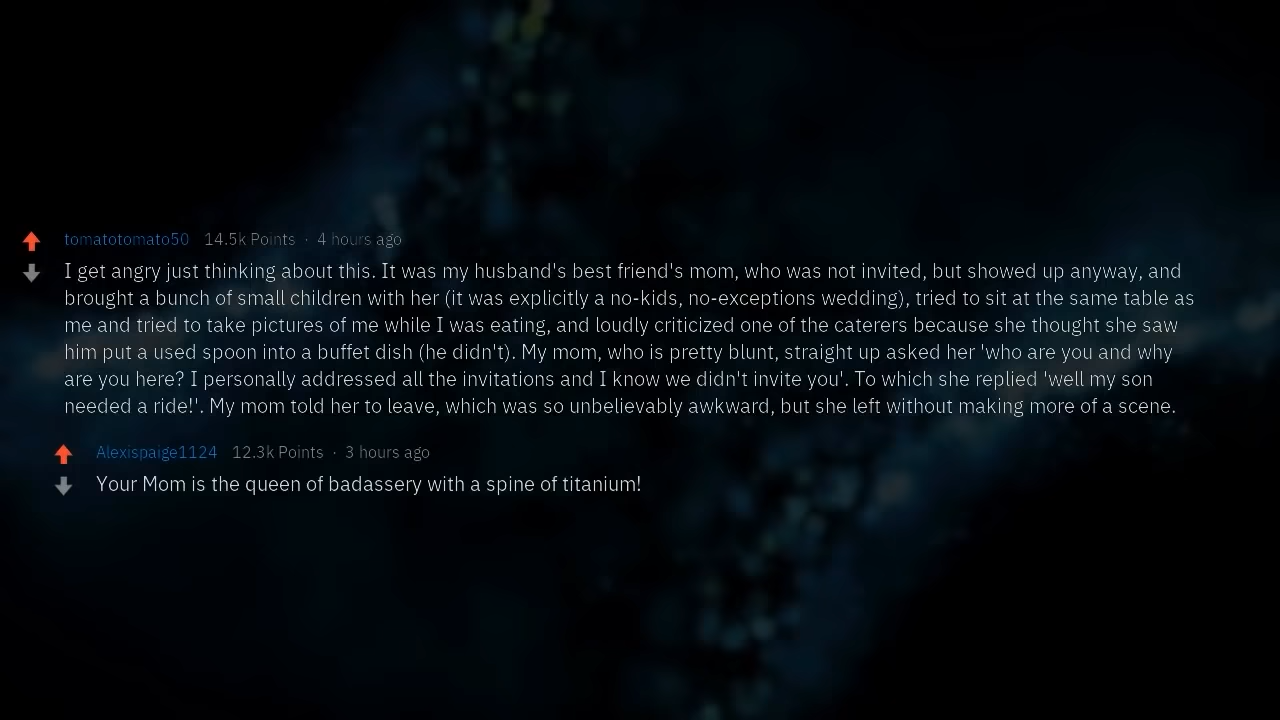 tomatotomato50 14.5k Points · 4 hours ago
I get angry just thinking about this. It was my husband's best friend's mom, who was not invited, but showed up anyway, and
brought a bunch of small children with her (it was explicitly a no-kids, no-exceptions wedding), tried to sit at the same table as
me and tried to take pictures of me while I was eating, and loudly criticized one of the caterers because she thought she saw
him put a used spoon into a buffet dish (he didn't). My mom, who is pretty blunt, straight up asked her 'who are you and why
are you here? I personally addressed all the invitations and I know we didn't invite you'. To which she replied 'well my son
needed a ride!'. My mom told her to leave, which was so unbelievably awkward, but she left without making more of a scene.
Alexispaige1124 12.3k Points · 3 hours ago
Your Mom is the queen of badassery with a spine of titanium!